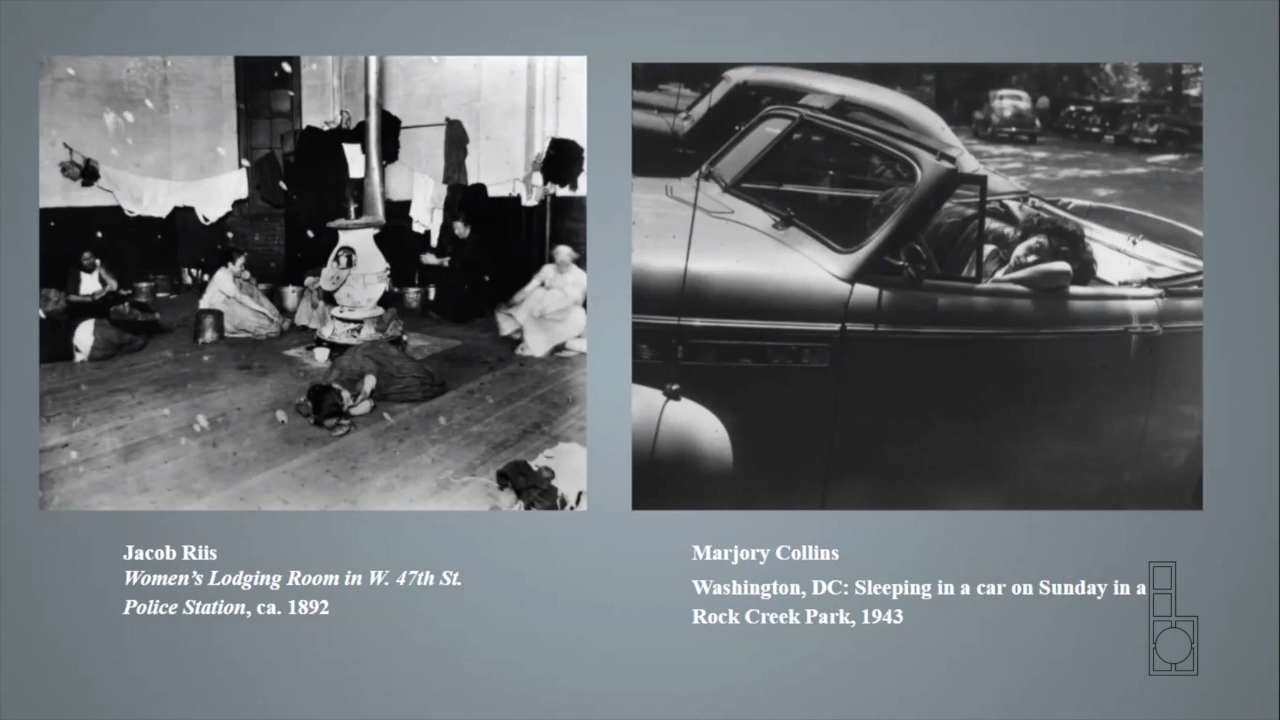 Jacob Riis
Women’s Lodging Room in W. 47th St.
Police Station, ca. 1892
Marjory Collins
Washington, DC: Sleeping in a car on Sunday in a
Rock Creek Park, 1943